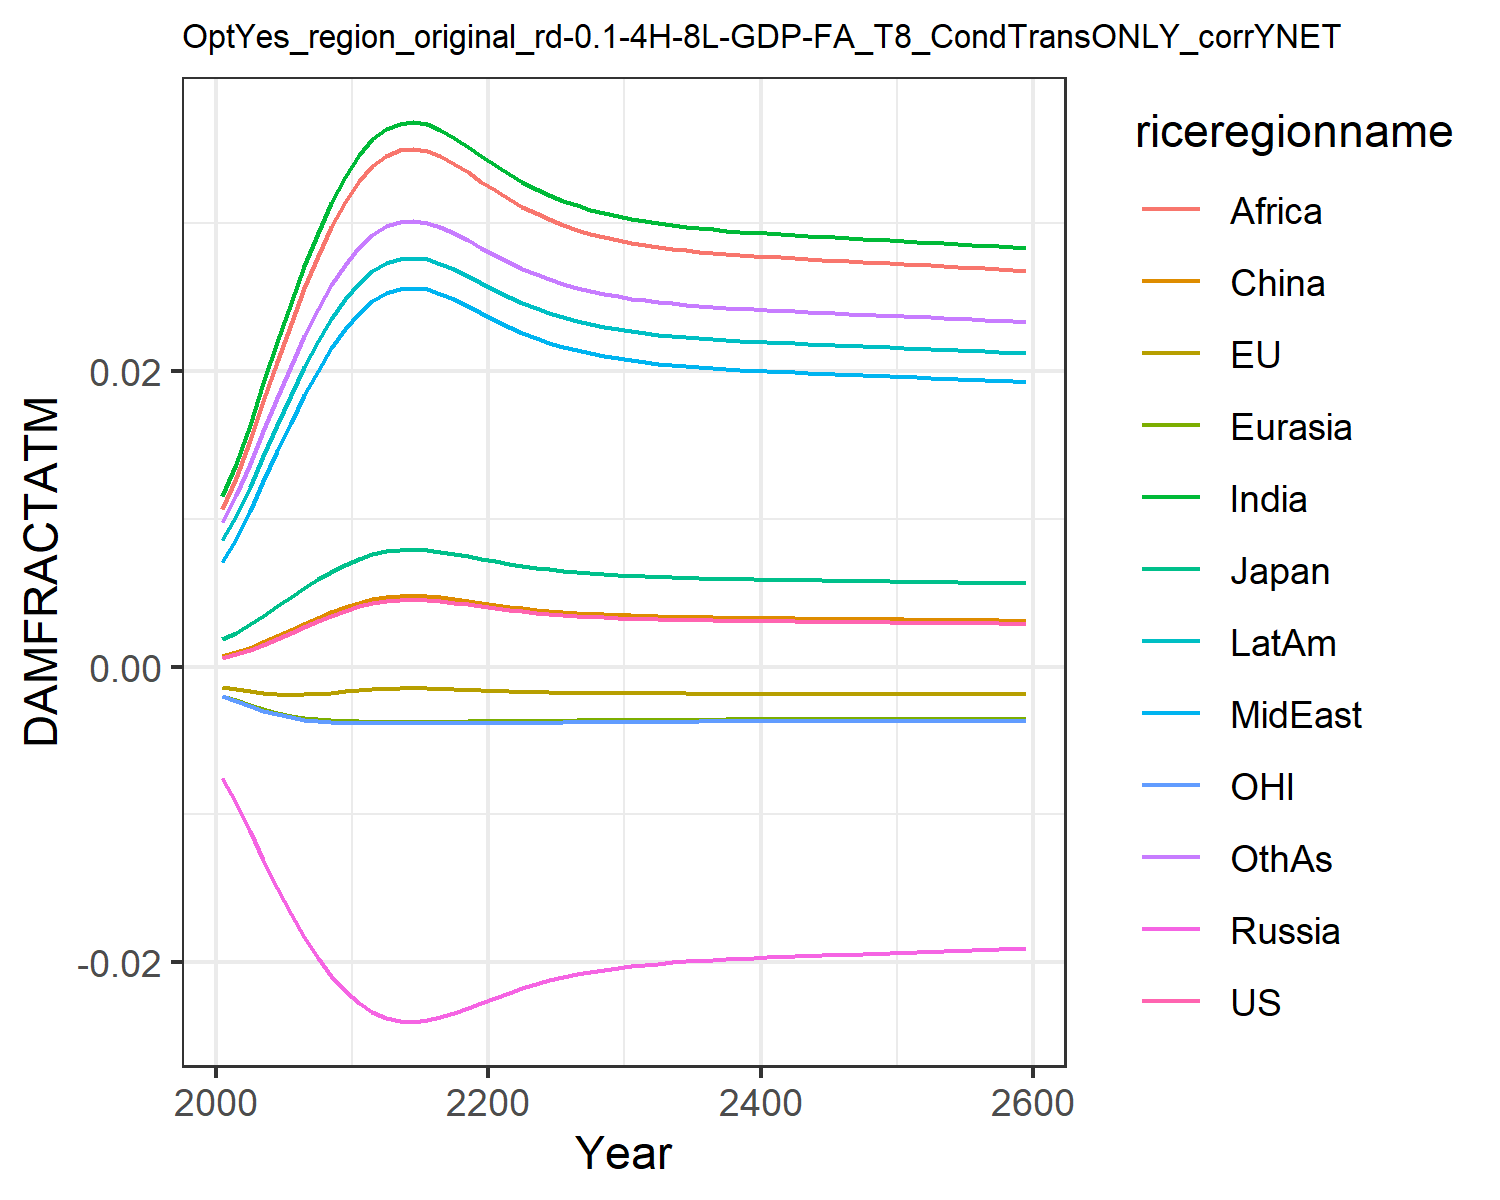 OptYes_region_original_rd-0.1-4H-8L-GDP-FA_T8_CondTransONLY_corrYNET
riceregionname
Africa
China
EU
Eurasia
India
Japan
LatAm
MidEast
OHI
OthAs
Russia
US
DAMFRACTATM
0.02
0.00
-0.02
2000 2200 2400 2600
Year